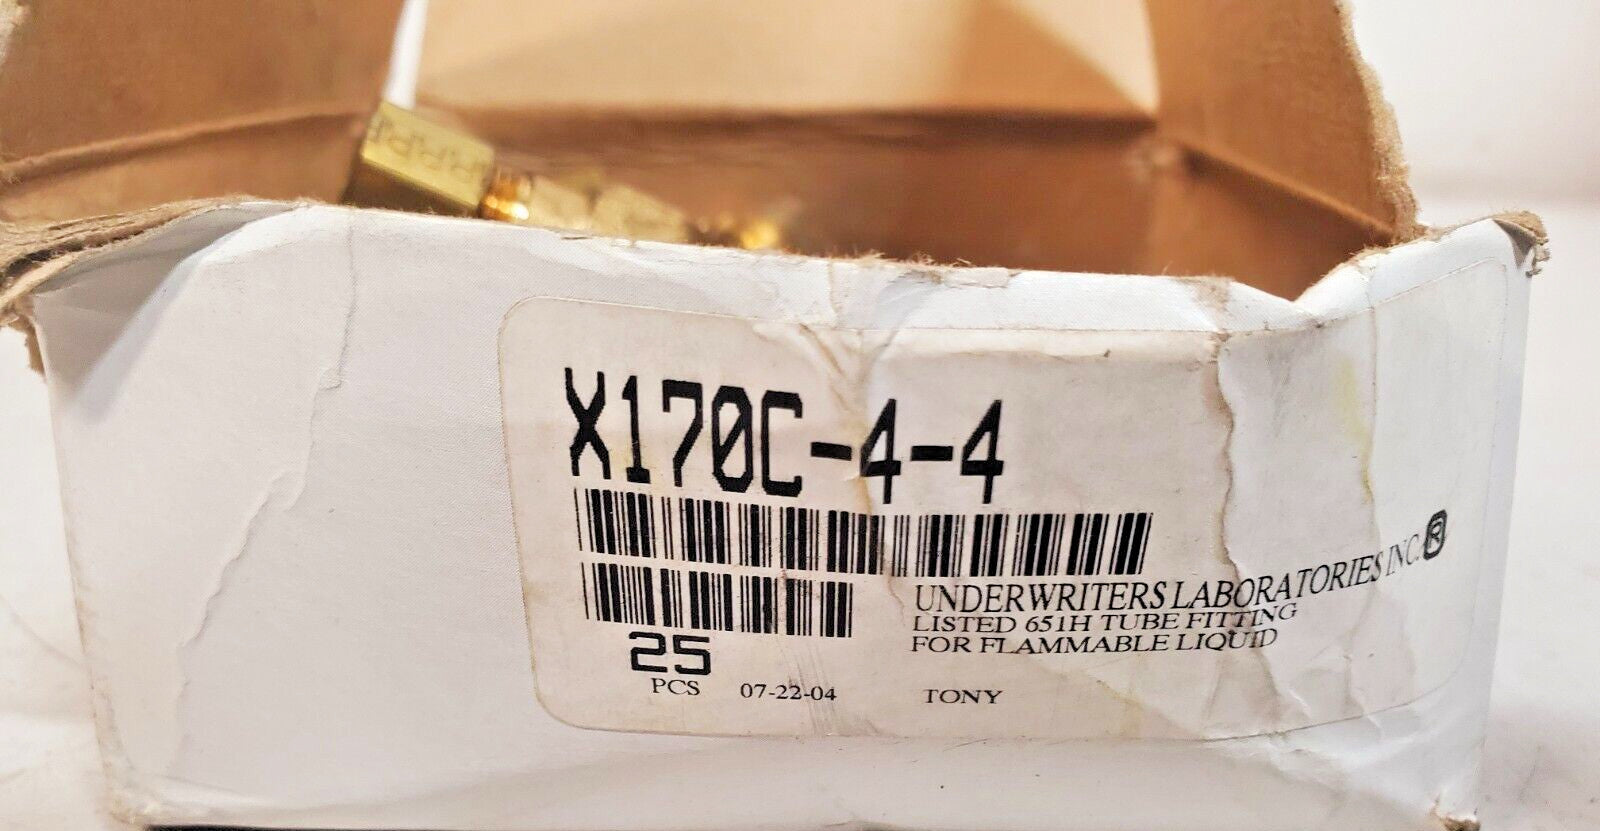 X170C-4-4
UNDERWRITERS LABORATORIES INC.®
LISTED 651H TUBE FITTING
FOR FLAMMABLE LIQUID
25
PCS 07-22-04 TONY